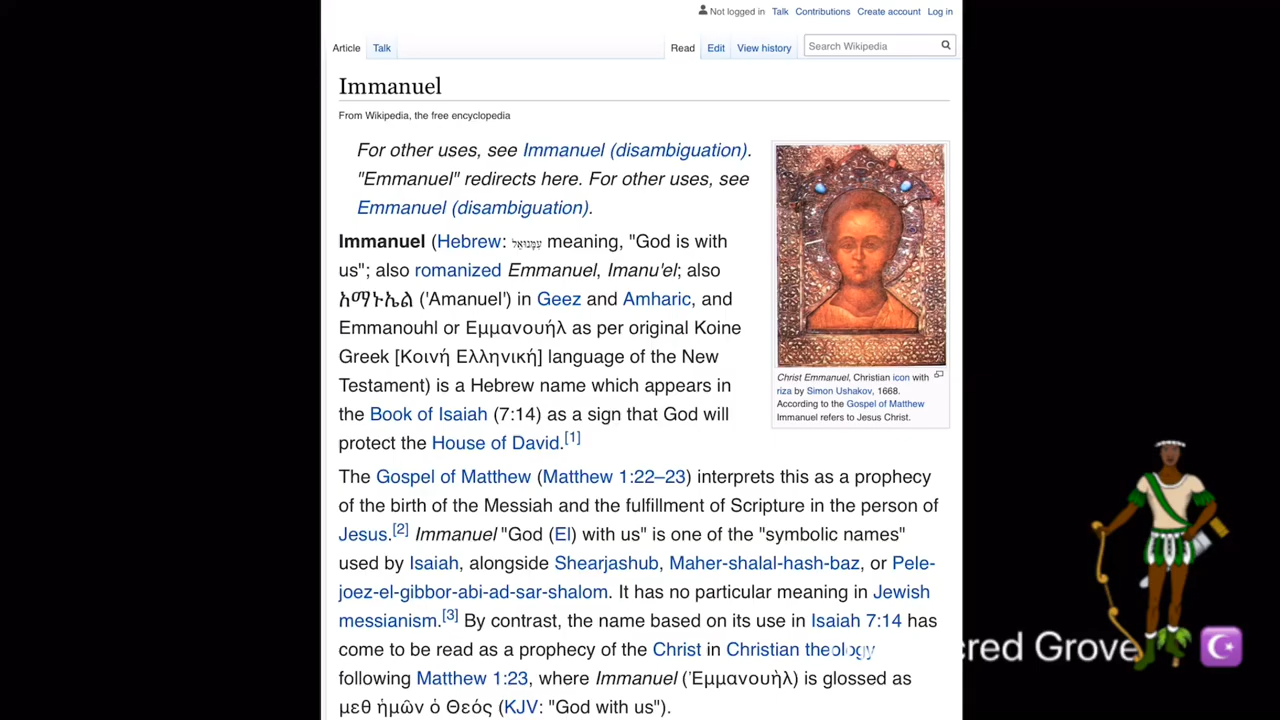 Not logged in Talk Contributions Create account Log in
Article Talk Read Edit View history Search Wikipedia
Immanuel
From Wikipedia, the free encyclopedia
For other uses, see Immanuel (disambiguation).
"Emmanuel" redirects here. For other uses, see
Emmanuel (disambiguation).
Immanuel (Hebrew: עִמָּנוּאֵל meaning, "God is with
us"; also romanized Emmanuel, Imanu'el; also
አማኑኤል ('Amanuel') in Geez and Amharic, and
Emmanouhl or Εμμανουήλ as per original Koine
Greek [Κοινή Ελληνική] language of the New
Testament) is a Hebrew name which appears in
the Book of Isaiah (7:14) as a sign that God will
protect the House of David.[1]
Christ Emmanuel, Christian icon with
riza by Simon Ushakov, 1668.
According to the Gospel of Matthew
Immanuel refers to Jesus Christ.
The Gospel of Matthew (Matthew 1:22–23) interprets this as a prophecy
of the birth of the Messiah and the fulfillment of Scripture in the person of
Jesus.[2] Immanuel "God (El) with us" is one of the "symbolic names"
used by Isaiah, alongside Shearjashub, Maher-shalal-hash-baz, or Pele-
joez-el-gibbor-abi-ad-sar-shalom. It has no particular meaning in Jewish
messianism.[3] By contrast, the name based on its use in Isaiah 7:14 has
come to be read as a prophecy of the Christ in Christian theology
following Matthew 1:23, where Immanuel (Ἐμμανουὴλ) is glossed as
μεθ ἡμῶν ὁ Θεός (KJV: "God with us").
Grove